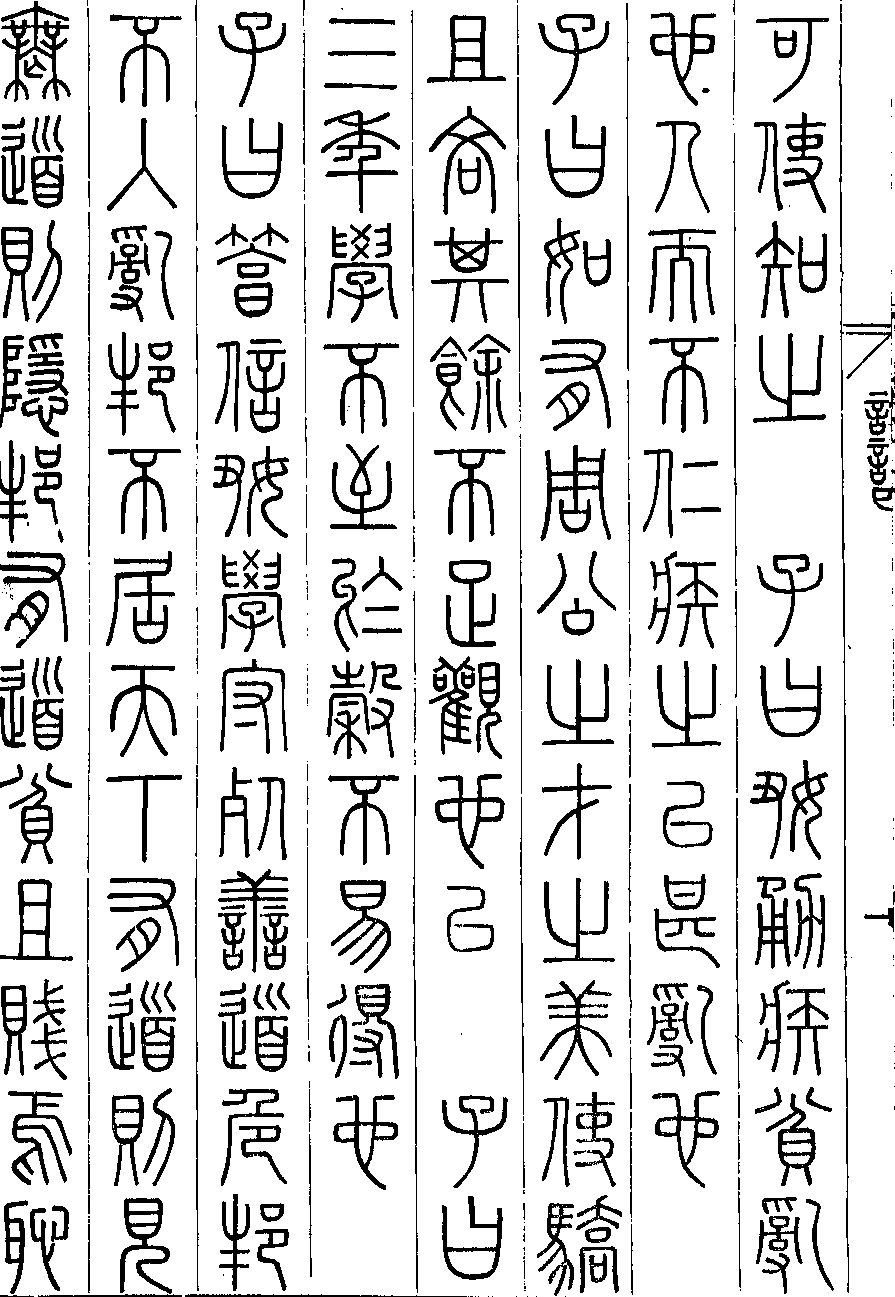 可使知之　子曰好勇疾貧亂
也人而不仁疾之已甚亂也
子曰如有周公之才之美使驕
且吝其餘不足觀也已　子曰
三年學不至於穀不易得也
子曰篤信好學守死善道危邦
不入亂邦不居天下有道則見
無道則隱邦有道貧且賤焉恥